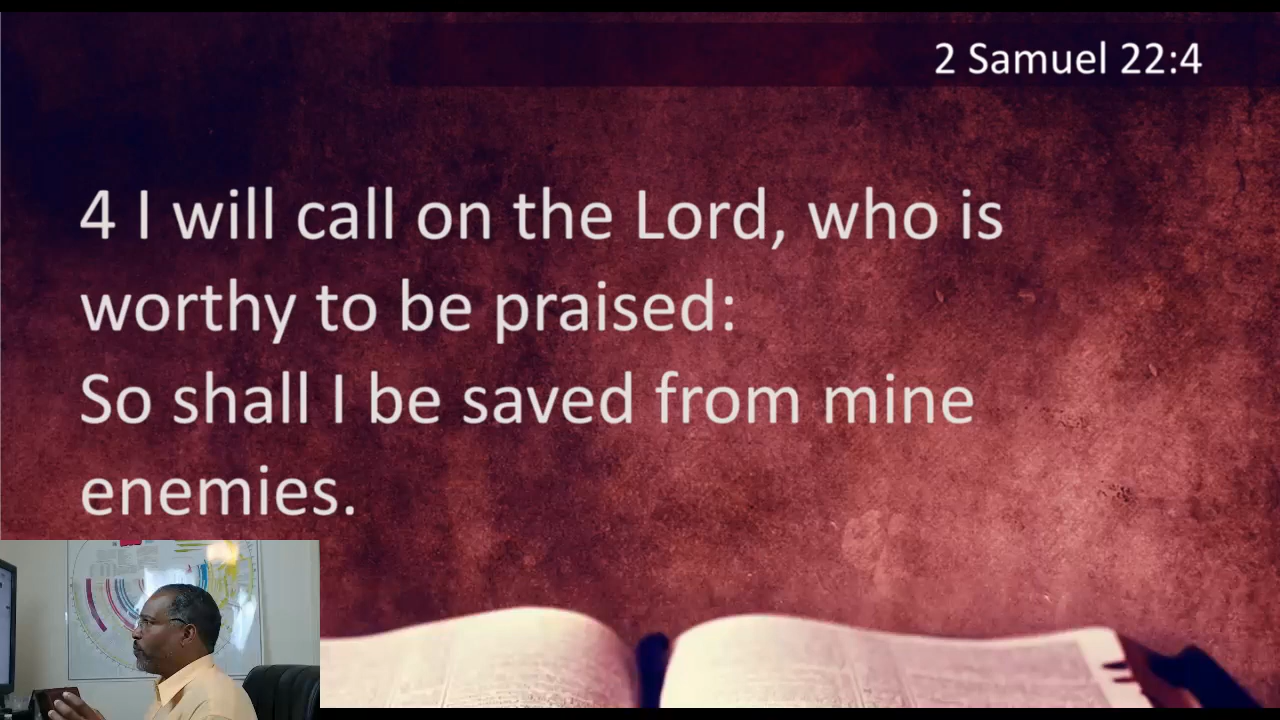 2 Samuel 22:4
4 I will call on the Lord, who is
worthy to be praised:
So shall I be saved from mine
enemies.